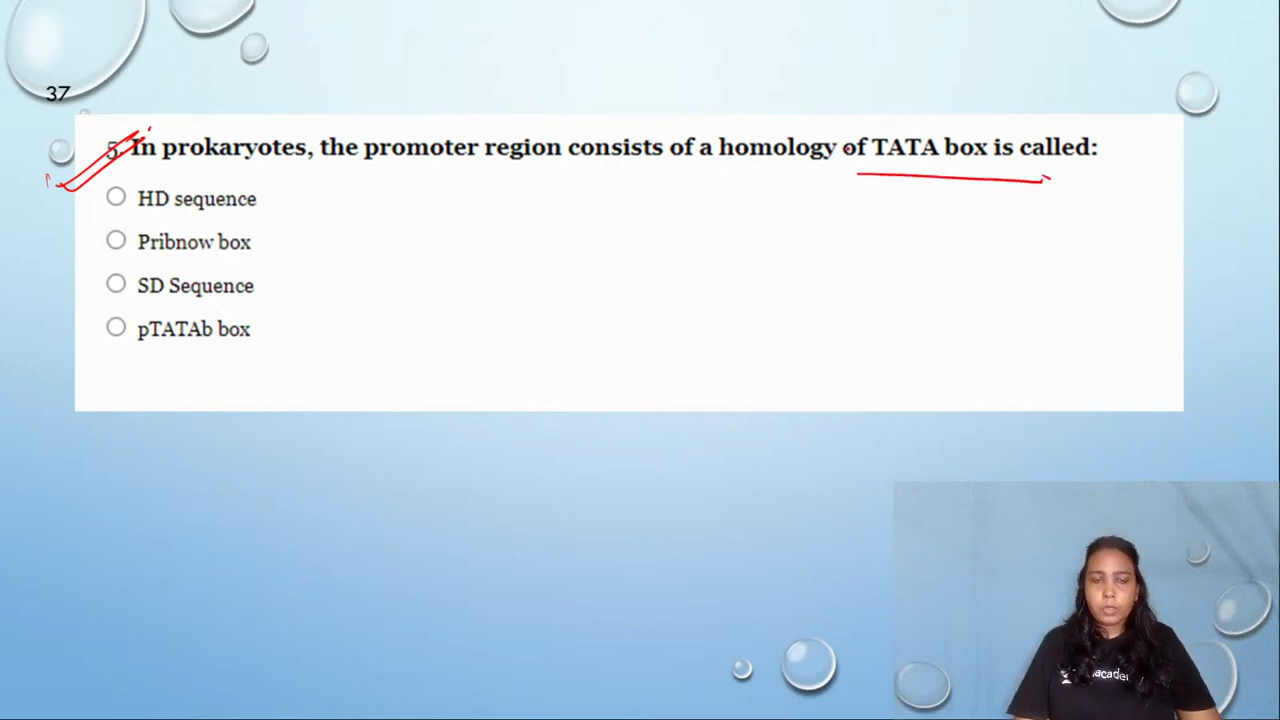 37
5. In prokaryotes, the promoter region consists of a homology of TATA box is called:
HD sequence
Pribnow box
SD Sequence
pTATAb box